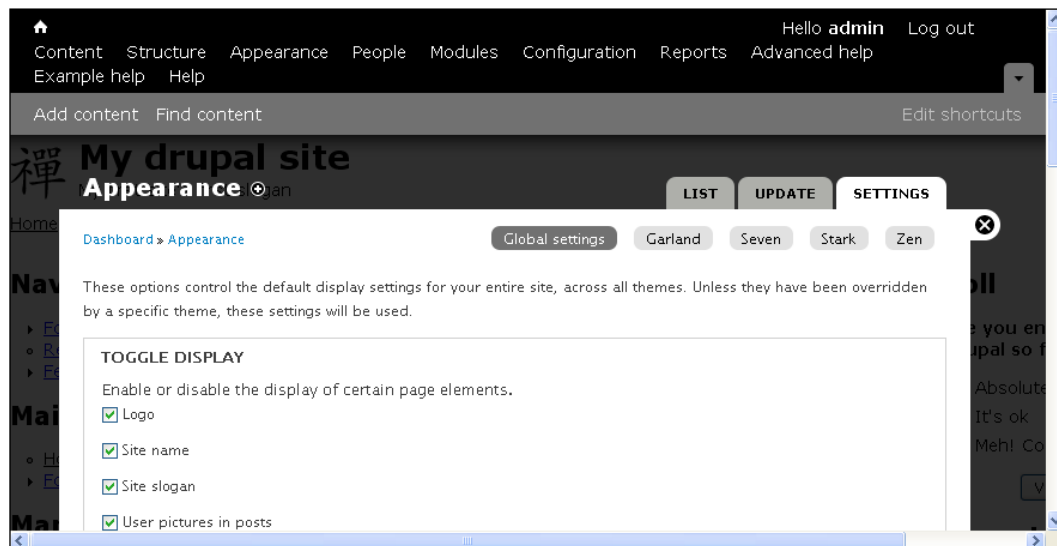 Hello admin Log out
Content Structure Appearance People Modules Configuration Reports Advanced help
Example help Help
Add content Find content Edit shortcuts
禪 My drupal site
slogan
Appearance
LIST UPDATE SETTINGS
Home
Dashboard » Appearance
Global settings Garland Seven Stark Zen
These options control the default display settings for your entire site, across all themes. Unless they have been overridden
by a specific theme, these settings will be used.
TOGGLE DISPLAY
Enable or disable the display of certain page elements.
Logo
Site name
Site slogan
User pictures in posts
Nav
Mai
Absolute
It's ok
Meh! Co
you en